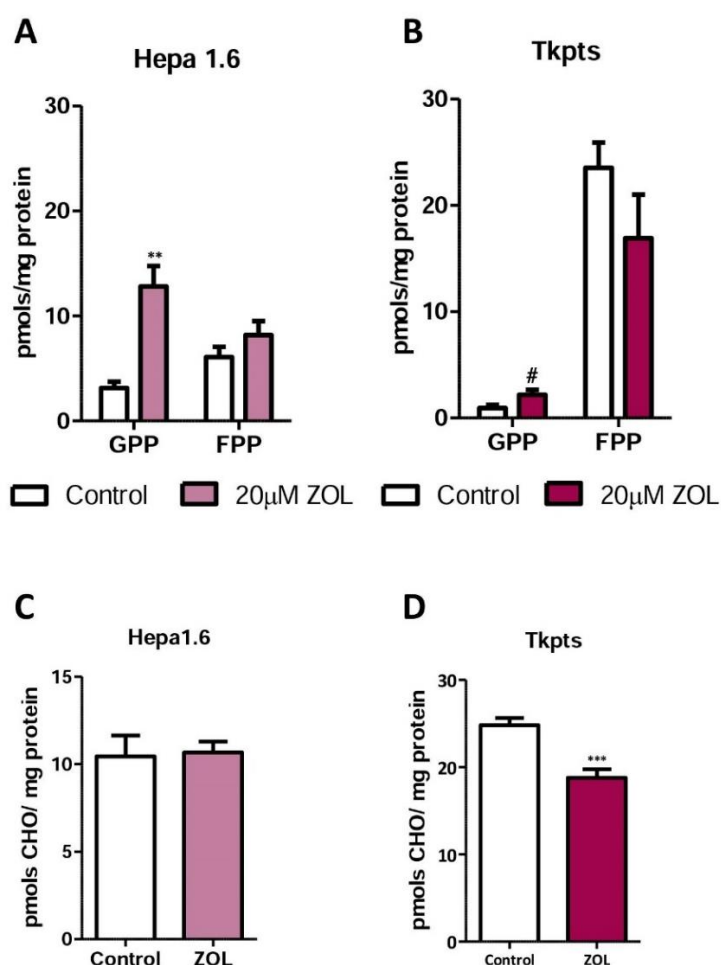 A
Hepa 1.6
pmols/mg protein
30
20
10
0
**
GPP
FPP
B
Tkpts
pmols/mg protein
30
20
10
0
#
GPP
FPP
Control
20μM ZOL
Control
20μM ZOL
C
Hepa1.6
pmols CHO/ mg protein
15
10
5
0
Control
ZOL
D
Tkpts
pmols CHO/ mg protein
30
20
10
0
***
Control
ZOL